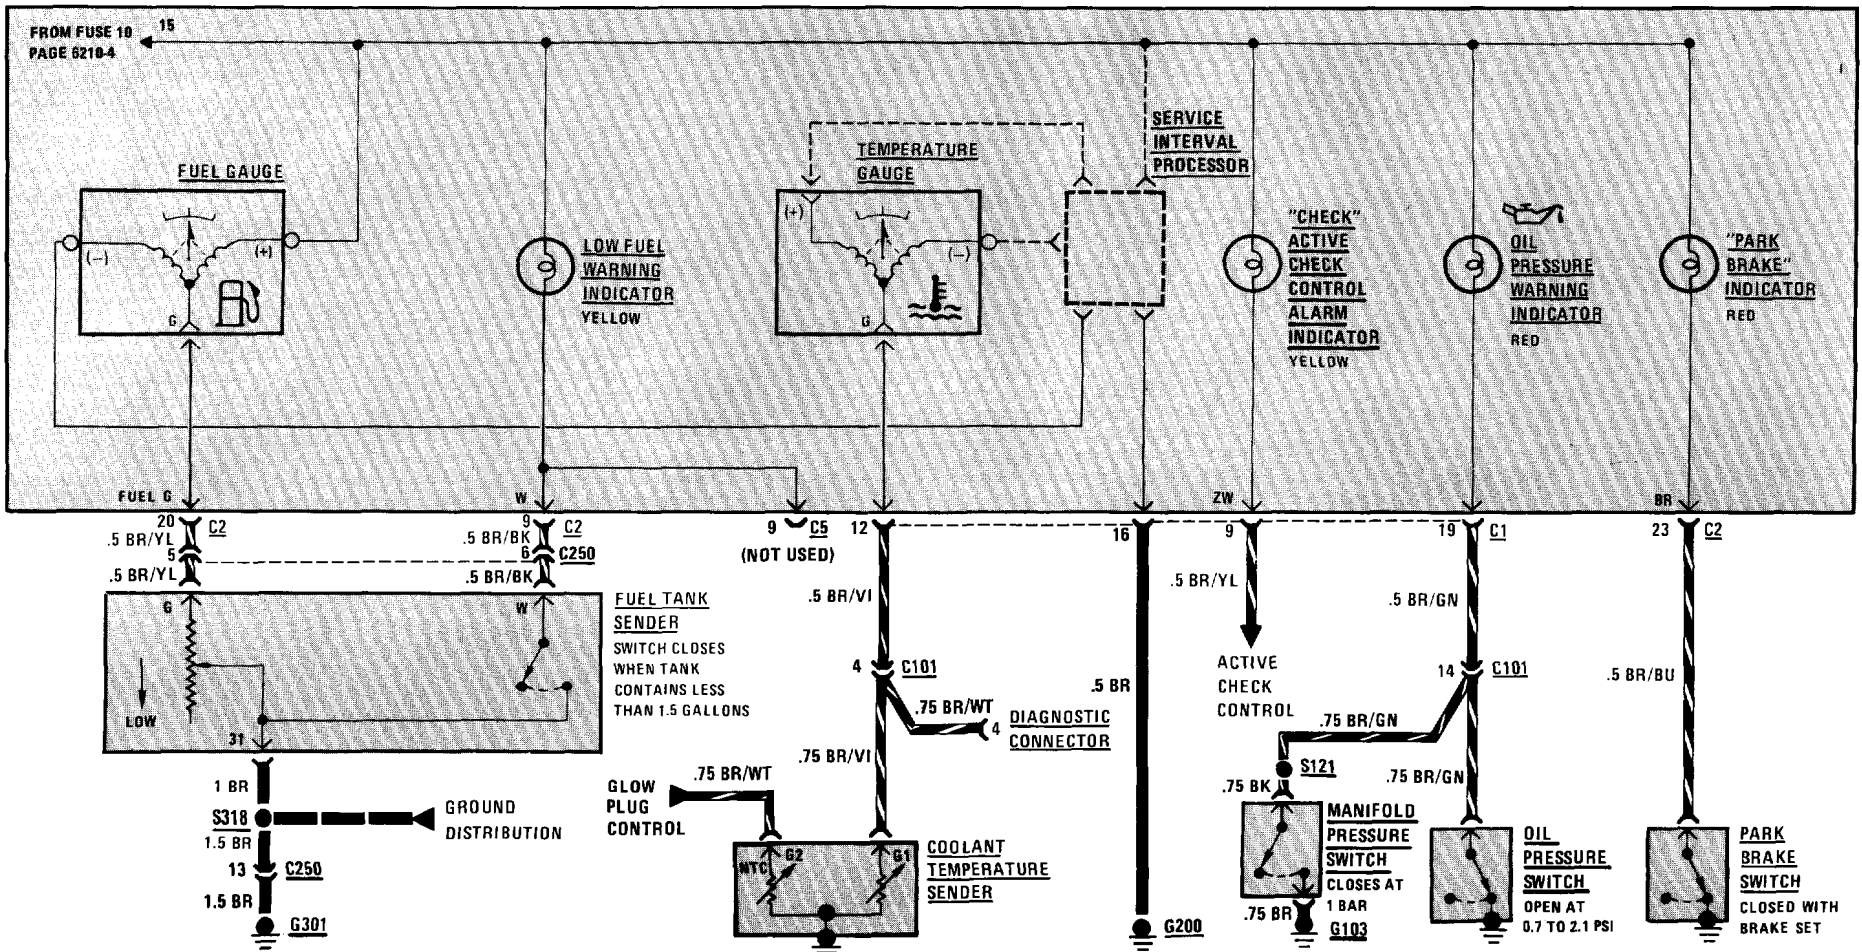 FROM FUSE 10
PAGE 6210-4
15
FUEL GAUGE
(–)
(+)
G
LOW FUEL
WARNING
INDICATOR
YELLOW
TEMPERATURE
GAUGE
(+)
(–)
G
SERVICE
INTERVAL
PROCESSOR
"CHECK"
ACTIVE
CHECK
CONTROL
ALARM
INDICATOR
YELLOW
OIL
PRESSURE
WARNING
INDICATOR
RED
"PARK
BRAKE"
INDICATOR
RED
FUEL G
W
ZW
BR
20
C2
9
C2
9
C5
(NOT USED)
12
16
9
19
C1
23
C2
.5 BR/YL
.5 BR/BK
5
6
C250
.5 BR/YL
.5 BR/BK
G
W
LOW
31
FUEL TANK
SENDER
SWITCH CLOSES
WHEN TANK
CONTAINS LESS
THAN 1.5 GALLONS
1 BR
S318
GROUND
DISTRIBUTION
1.5 BR
13
C250
1.5 BR
G301
.5 BR/VI
4
C101
.75 BR/WT
4
DIAGNOSTIC
CONNECTOR
.75 BR/VI
.75 BR/WT
GLOW
PLUG
CONTROL
NTC
G2
G1
COOLANT
TEMPERATURE
SENDER
.5 BR
G200
.5 BR/YL
ACTIVE
CHECK
CONTROL
.5 BR/GN
14
C101
.75 BR/GN
S121
.75 BR/GN
.75 BK
MANIFOLD
PRESSURE
SWITCH
CLOSES AT
1 BAR
.75 BR
G103
OIL
PRESSURE
SWITCH
OPEN AT
0.7 TO 2.1 PSI
.5 BR/BU
PARK
BRAKE
SWITCH
CLOSED WITH
BRAKE SET